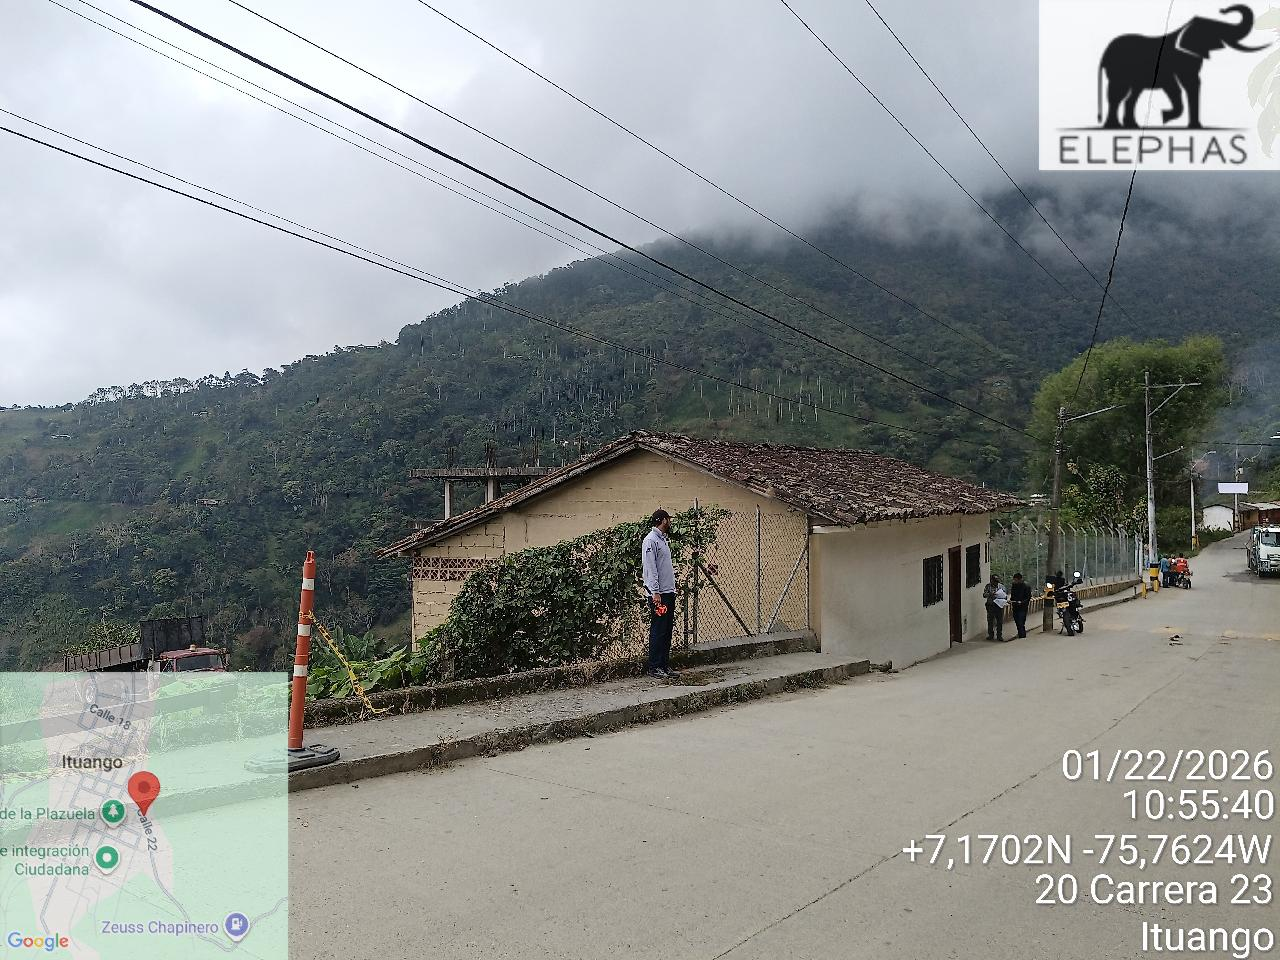 ELEPHAS
Calle 18
Ituango
de la Plazuela
Calle 22
e integración
Ciudadana
Zeuss Chapinero
Google
01/22/2026
10:55:40
+7,1702N -75,7624W
20 Carrera 23
Ituango